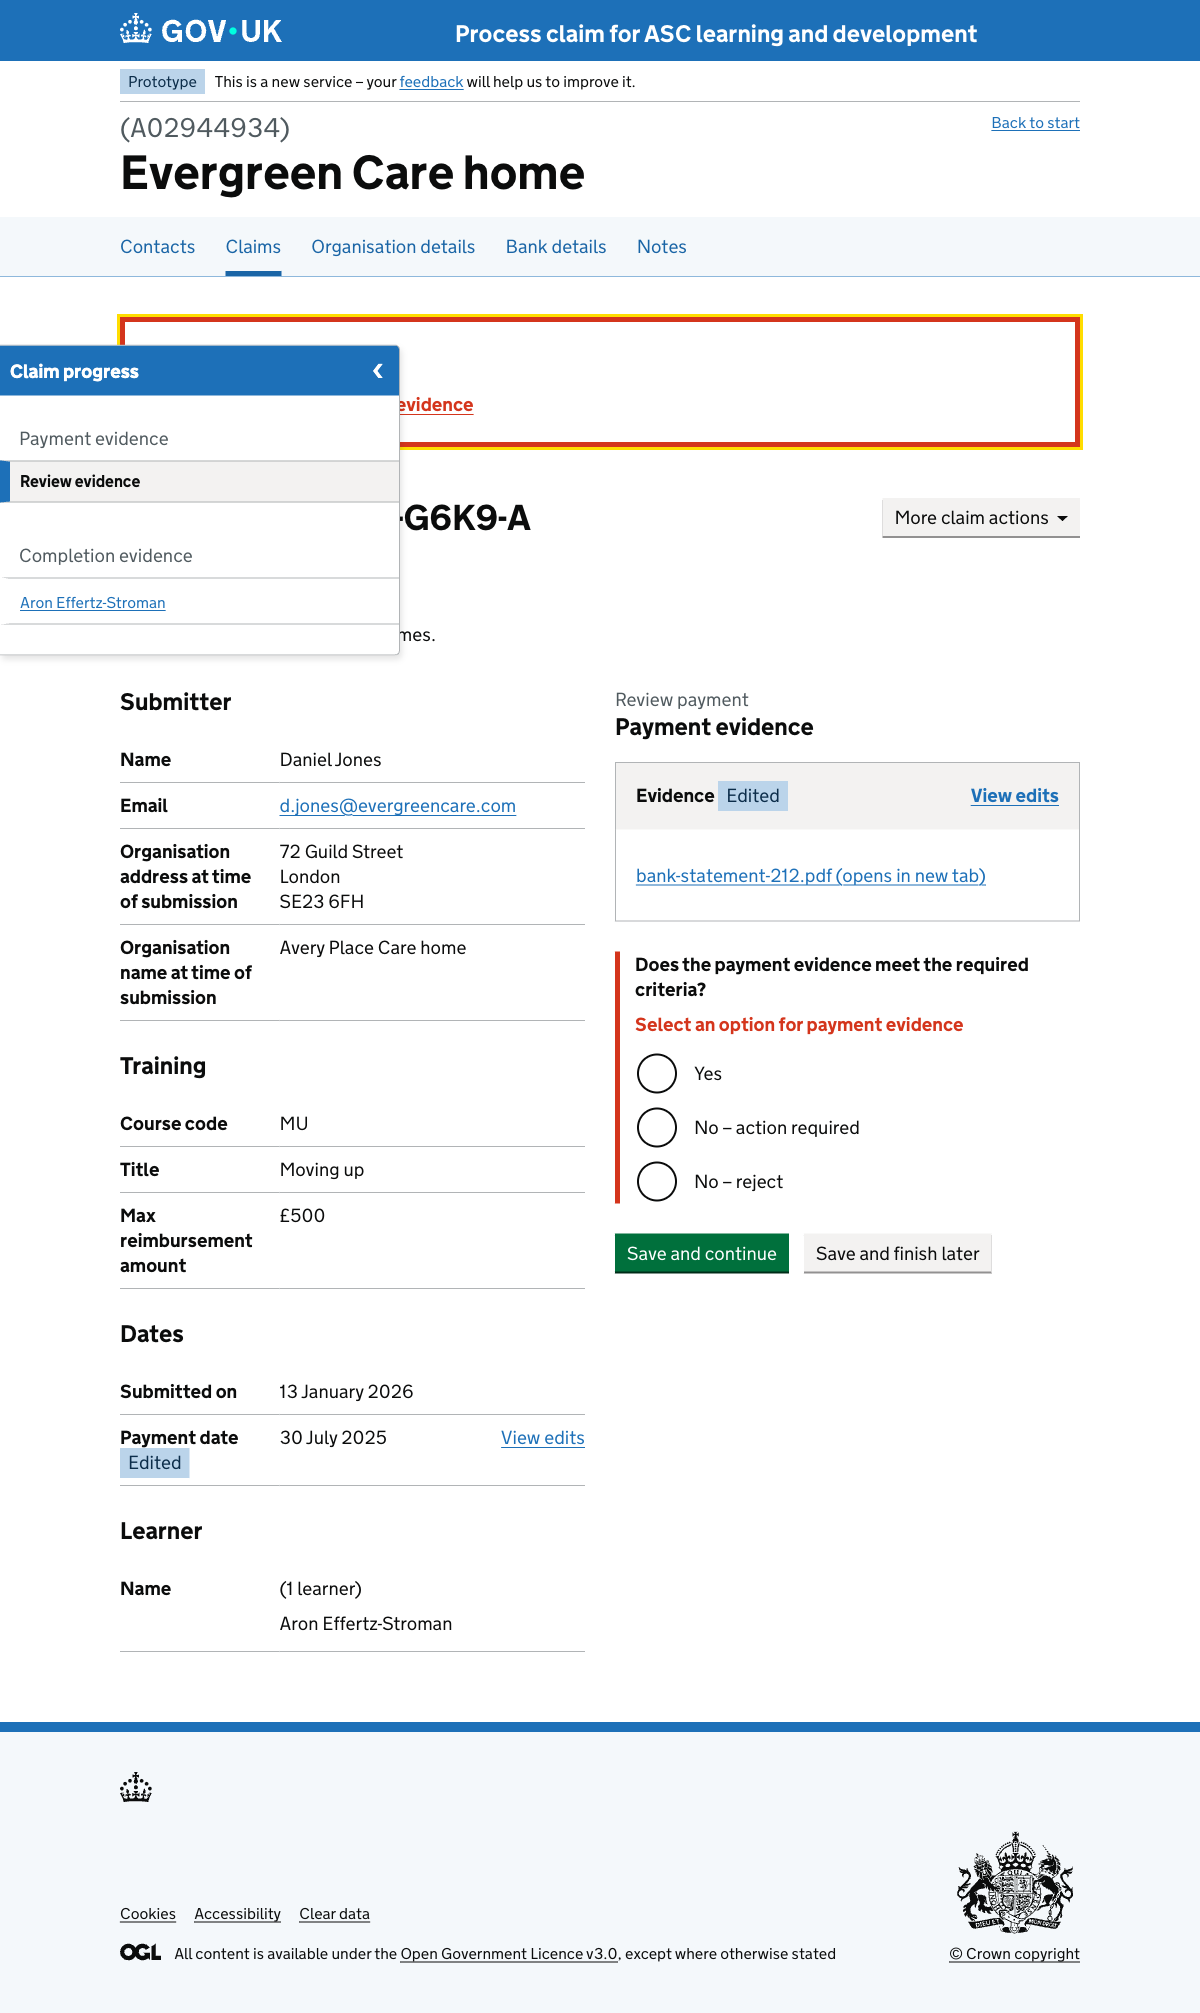 GOV·UK
Process claim for ASC learning and development
Prototype This is a new service – your feedback will help us to improve it.
(A02944934)
Back to start
Evergreen Care home
Contacts Claims Organisation details Bank details Notes
Claim progress
evidence
Payment evidence
Review evidence
-G6K9-A
More claim actions
Completion evidence
Aron Effertz-Stroman
mes.
Submitter
Name Daniel Jones
Email d.jones@evergreencare.com
Organisation address at time of submission
72 Guild Street
London
SE23 6FH
Organisation name at time of submission
Avery Place Care home
Training
Course code MU
Title Moving up
Max reimbursement amount
£500
Dates
Submitted on 13 January 2026
Payment date Edited
30 July 2025 View edits
Learner
Name (1 learner)
Aron Effertz-Stroman
Review payment
Payment evidence
Evidence Edited View edits
bank-statement-212.pdf (opens in new tab)
Does the payment evidence meet the required criteria?
Select an option for payment evidence
Yes
No – action required
No – reject
Save and continue Save and finish later
Cookies Accessibility Clear data
OGL All content is available under the Open Government Licence v3.0, except where otherwise stated
© Crown copyright